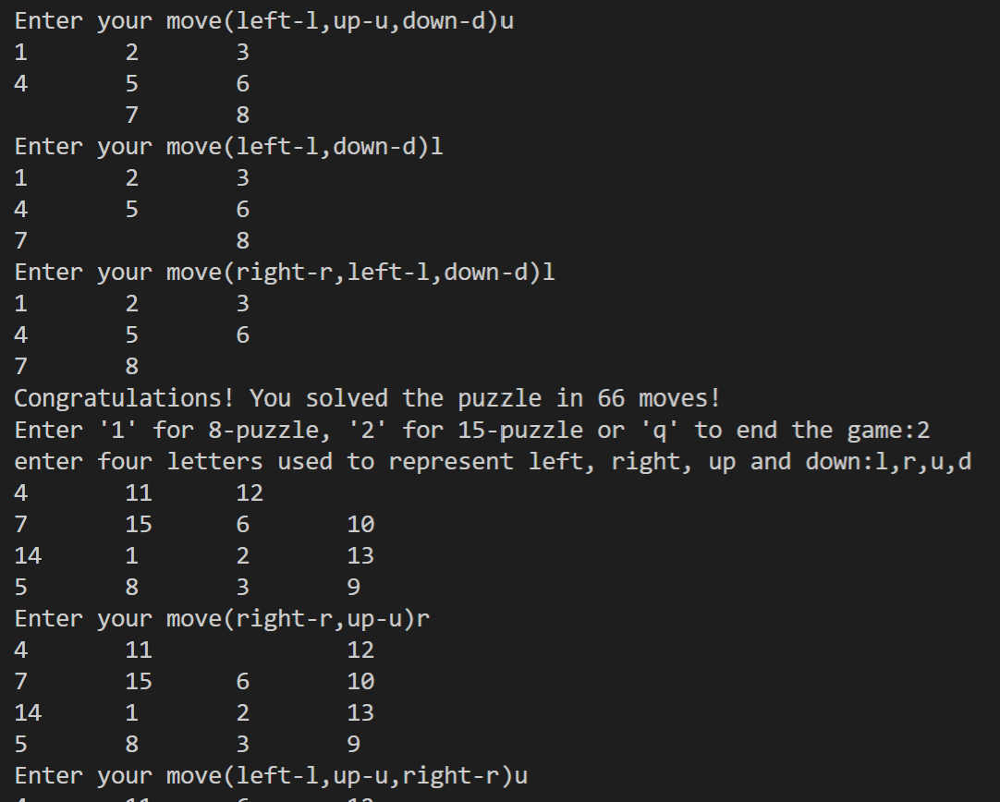 Enter your move(left-l,up-u,down-d)u
1       2       3
4       5       6
        7       8
Enter your move(left-l,down-d)l
1       2       3
4       5       6
7               8
Enter your move(right-r,left-l,down-d)l
1       2       3
4       5       6
7       8
Congratulations! You solved the puzzle in 66 moves!
Enter '1' for 8-puzzle, '2' for 15-puzzle or 'q' to end the game:2
enter four letters used to represent left, right, up and down:l,r,u,d
4       11      12
7       15      6       10
14      1       2       13
5       8       3       9
Enter your move(right-r,up-u)r
4       11              12
7       15      6       10
14      1       2       13
5       8       3       9
Enter your move(left-l,up-u,right-r)u
4       11      6       12